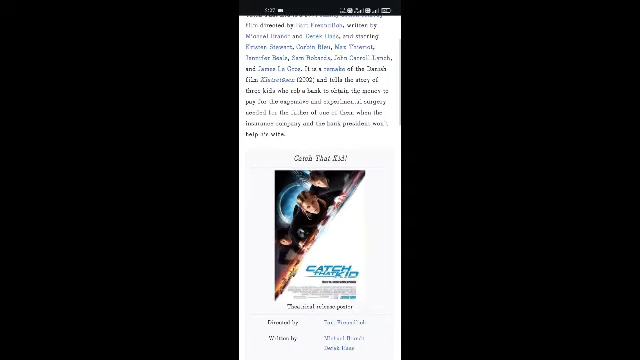 5:37
film directed by Bart Freundlich, written by
Michael Brandt and Derek Haas, and starring
Kristen Stewart, Corbin Bleu, Max Thieriot,
Jennifer Beals, Sam Robards, John Carroll Lynch,
and James Le Gros. It is a remake of the Danish
film Klatretøsen (2002) and tells the story of
three kids who rob a bank to obtain the money to
pay for the expensive and experimental surgery
needed for the father of one of them when the
insurance company and the bank president won't
help his wife.
Catch That Kid!
CATCH
THAT KID
Theatrical release poster
Directed by Bart Freundlich
Written by Michael Brandt
Derek Haas